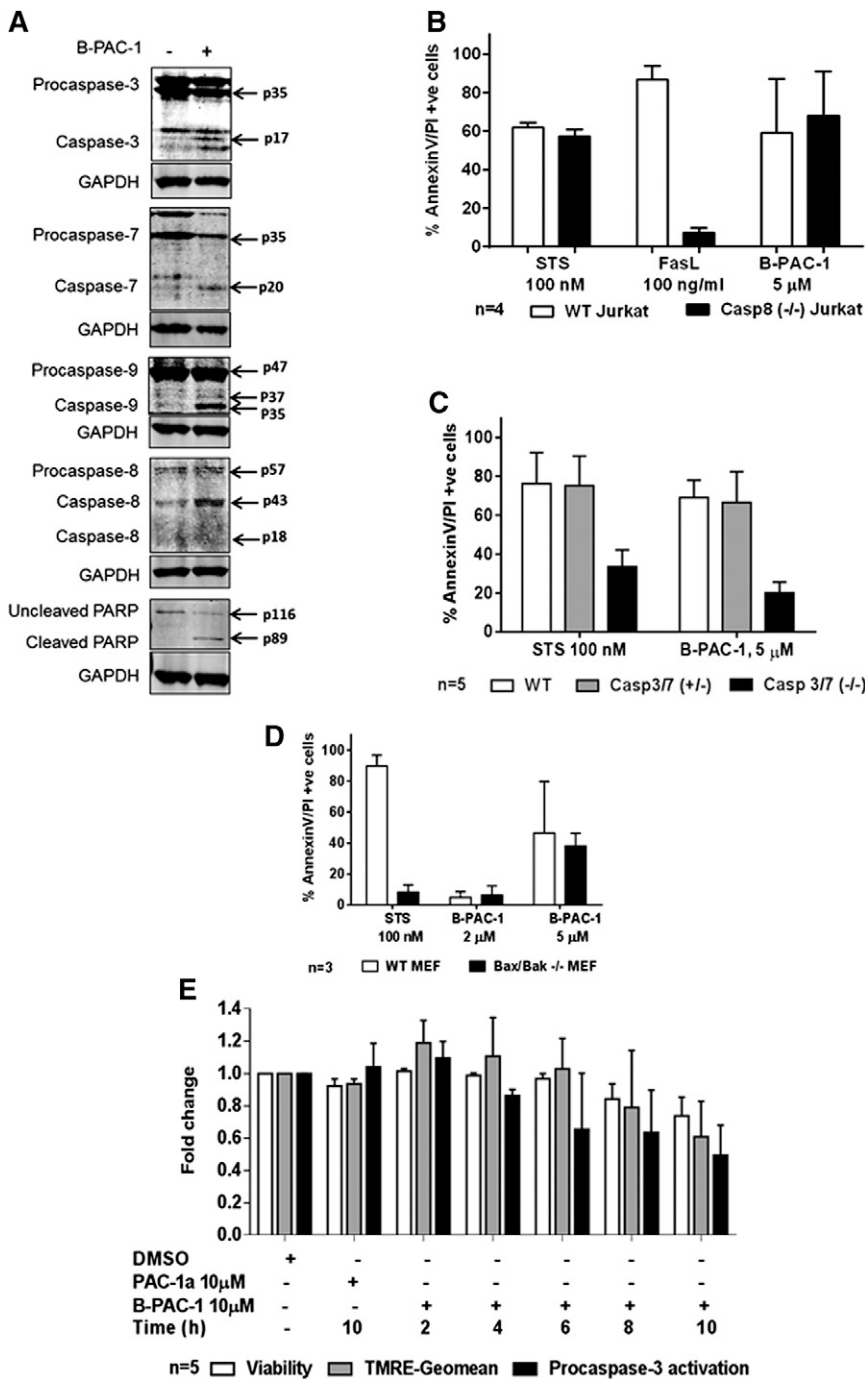 A
B-PAC-1 - +
Procaspase-3
p35
Caspase-3
p17
GAPDH
Procaspase-7
p35
Caspase-7
p20
GAPDH
Procaspase-9
p47
p37
Caspase-9
P35
GAPDH
Procaspase-8
p57
Caspase-8
p43
Caspase-8
p18
GAPDH
Uncleaved PARP
p116
Cleaved PARP
p89
GAPDH
B
% AnnexinV/PI +ve cells
100
80
60
40
20
0
STS FasL B-PAC-1
100 nM 100 ng/ml 5 µM
n=4 WT Jurkat Casp8 (-/-) Jurkat
C
% AnnexinV/PI +ve cells
100
80
60
40
20
0
STS 100 nM B-PAC-1, 5 µM
n=5 WT Casp3/7 (+/-) Casp 3/7 (-/-)
D
% AnnexinV/PI +ve cells
100
80
60
40
20
0
STS B-PAC-1 B-PAC-1
100 nM 2 µM 5 µM
n=3 WT MEF Bax/Bak -/- MEF
E
Fold change
1.4
1.2
1.0
0.8
0.6
0.4
0.2
0.0
DMSO + - - - - - -
PAC-1a 10µM - + - - - - -
B-PAC-1 10µM - - + + + + +
Time (h) - 10 2 4 6 8 10
n=5 Viability TMRE-Geomean Procaspase-3 activation